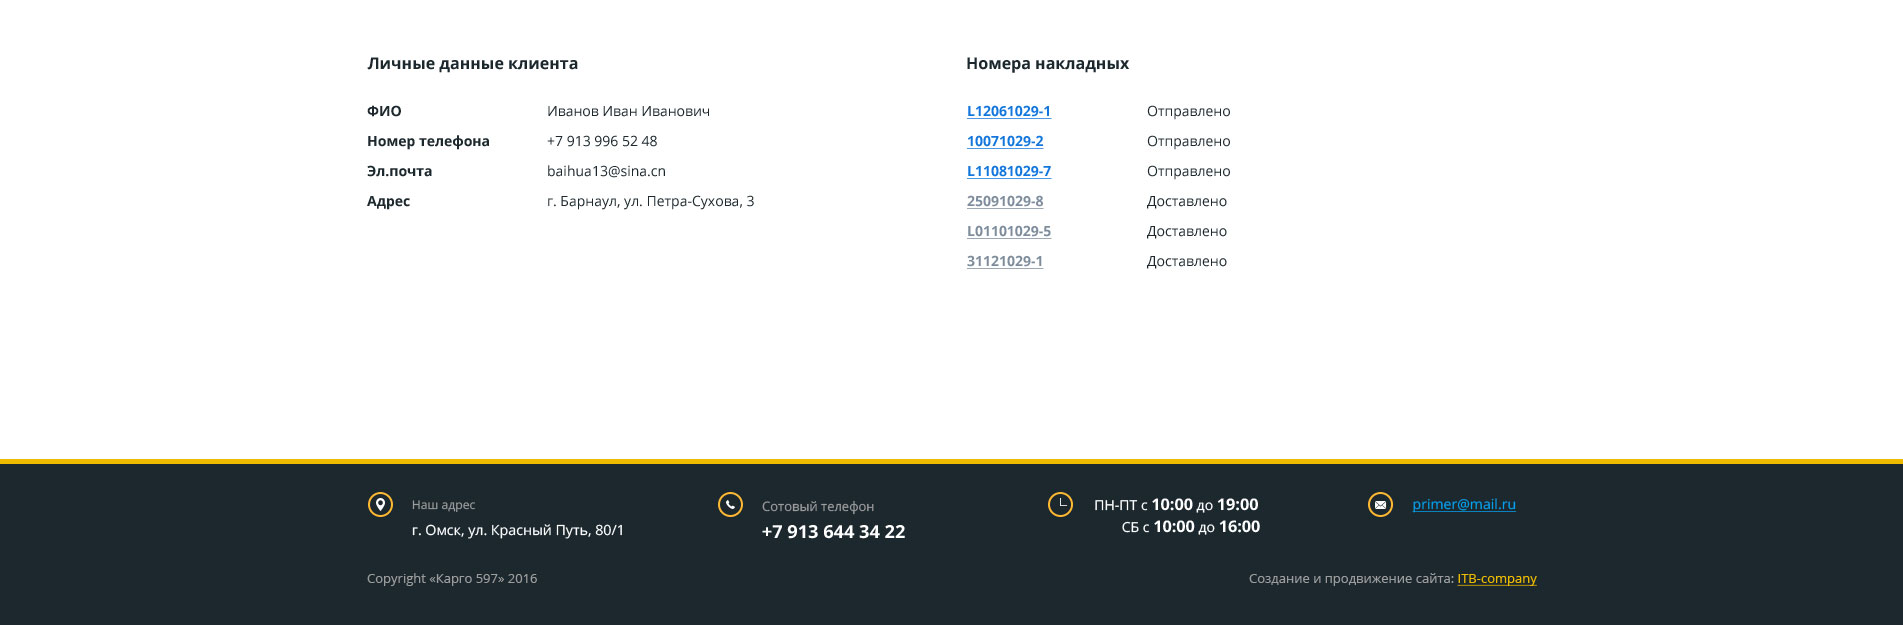 Личные данные клиента
ФИО Иванов Иван Иванович
Номер телефона +7 913 996 52 48
Эл.почта baihua13@sina.cn
Адрес г. Барнаул, ул. Петра-Сухова, 3
Номера накладных
L12061029-1 Отправлено
10071029-2 Отправлено
L11081029-7 Отправлено
25091029-8 Доставлено
L01101029-5 Доставлено
31121029-1 Доставлено
Наш адрес
г. Омск, ул. Красный Путь, 80/1
Сотовый телефон
+7 913 644 34 22
ПН-ПТ с 10:00 до 19:00
СБ с 10:00 до 16:00
primer@mail.ru
Copyright «Карго 597» 2016
Создание и продвижение сайта: ITB-company